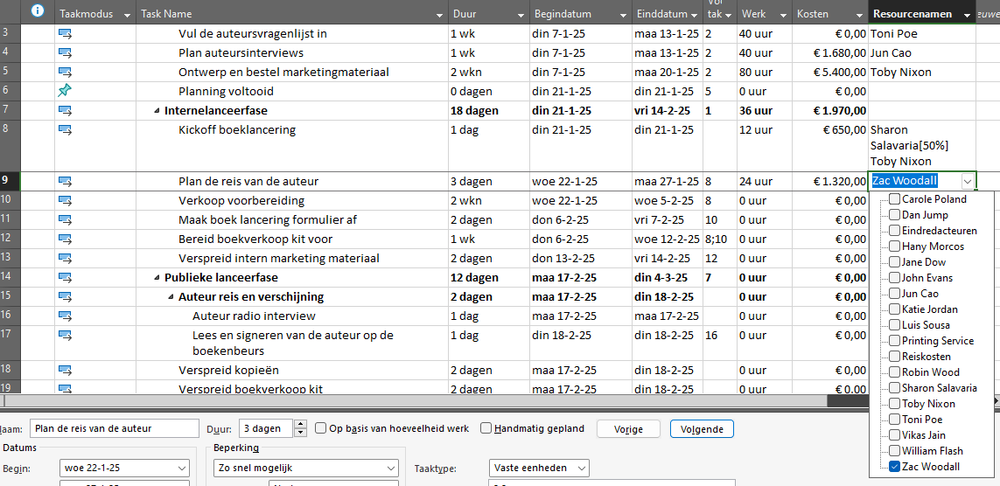 Taakmodus Task Name Duur Begindatum Einddatum tak Werk Kosten Resourcenamen
3 Vul de auteursvragenlijst in 1 wk din 7-1-25 maa 13-1-25 2 40 uur € 0,00 Toni Poe
4 Plan auteursinterviews 1 wk din 7-1-25 maa 13-1-25 2 40 uur € 1.680,00 Jun Cao
5 Ontwerp en bestel marketingmateriaal 2 wkn din 7-1-25 maa 20-1-25 2 80 uur € 5.400,00 Toby Nixon
6 Planning voltooid 0 dagen din 21-1-25 din 21-1-25 5 0 uur € 0,00
7 Internelanceerfase 18 dagen din 21-1-25 vri 14-2-25 1 36 uur € 1.970,00
8 Kickoff boeklancering 1 dag din 21-1-25 din 21-1-25 12 uur € 650,00 Sharon
Salavaria[50%]
Toby Nixon
9 Plan de reis van de auteur 3 dagen woe 22-1-25 maa 27-1-25 8 24 uur € 1.320,00 Zac Woodall
10 Verkoop voorbereiding 2 wkn woe 22-1-25 woe 5-2-25 8 0 uur € 0,00
11 Maak boek lancering formulier af 2 dagen don 6-2-25 vri 7-2-25 10 0 uur € 0,00
12 Bereid boekverkoop kit voor 1 wk don 6-2-25 woe 12-2-25 8;10 0 uur € 0,00
13 Verspreid intern marketing materiaal 2 dagen don 13-2-25 vri 14-2-25 12 0 uur € 0,00
14 Publieke lanceerfase 12 dagen maa 17-2-25 din 4-3-25 7 0 uur € 0,00
15 Auteur reis en verschijning 2 dagen maa 17-2-25 din 18-2-25 0 uur € 0,00
16 Auteur radio interview 1 dag maa 17-2-25 maa 17-2-25 0 uur € 0,00
17 Lees en signeren van de auteur op de 1 dag din 18-2-25 din 18-2-25 16 0 uur € 0,00
boekenbeurs
18 Verspreid kopieën 2 dagen maa 17-2-25 din 18-2-25 0 uur € 0,00
19 Verspreid boekverkoop kit 2 dagen maa 17-2-25 din 18-2-25 0 uur € 0,00
Carole Poland
Dan Jump
Eindredacteuren
Hany Morcos
Jane Dow
John Evans
Jun Cao
Katie Jordan
Luis Sousa
Printing Service
Reiskosten
Robin Wood
Sharon Salavaria
Toby Nixon
Toni Poe
Vikas Jain
William Flash
Zac Woodall
Naam: Plan de reis van de auteur Duur: 3 dagen Op basis van hoeveelheid werk Handmatig gepland Vorige Volgende
Datums Beperking
Begin: woe 22-1-25 Zo snel mogelijk Taaktype: Vaste eenheden